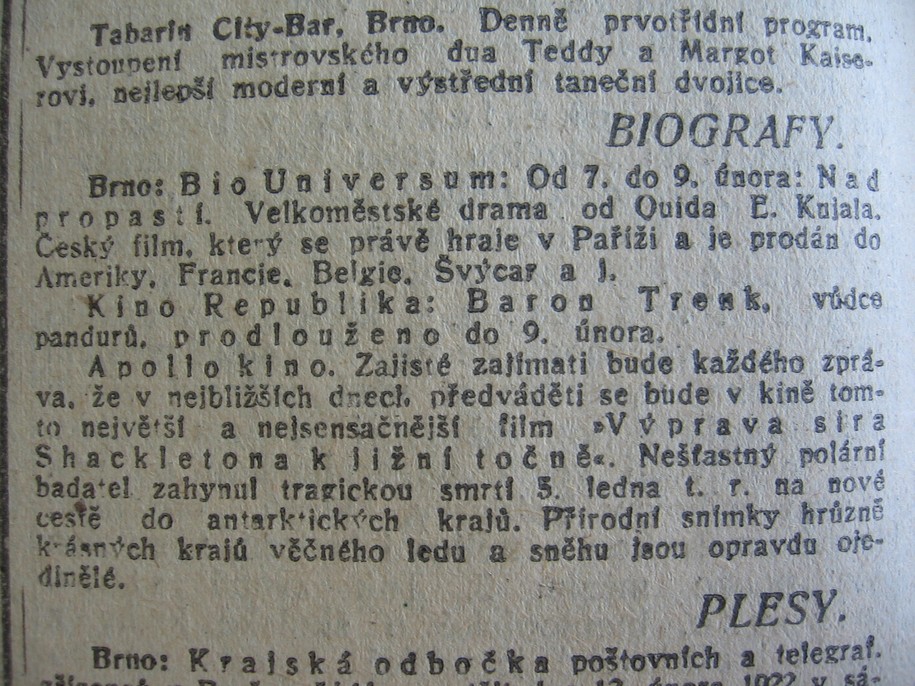 Tabarin City-Bar, Brno. Denně prvotřídní program.
Vystoupení mistrovského dua Teddy a Margot Kaise-
rovi, nejlepší moderní a výstřední taneční dvojice.
BIOGRAFY.
Brno: Bio Universum: Od 7. do 9. února: Nad
propastí. Velkoměstské drama od Quida E. Kujala.
Český film, který se právě hraje v Paříži a je prodán do
Ameriky, Francie, Belgie, Švýcar a j.
Kino Republika: Baron Trenk, vůdce
pandurů, prodlouženo do 9. února.
Apollo kino. Zajisté zajímati bude každého zprá-
va, že v nejbližších dnech předváděti se bude v kině tom-
to největší a nejsensačnější film »Výprava sira
Shackletona k jižní točně«. Nešťastný polární
badatel zahynul tragickou smrtí 5. ledna t. r. na nové
cestě do antarktických krajů. Přírodní snímky hrůzně
krásných krajů věčného ledu a sněhu jsou opravdu oje-
dinělé.
PLESY.
Brno: Krajská odbočka poštovních a telegraf.
února 1922 v sá-